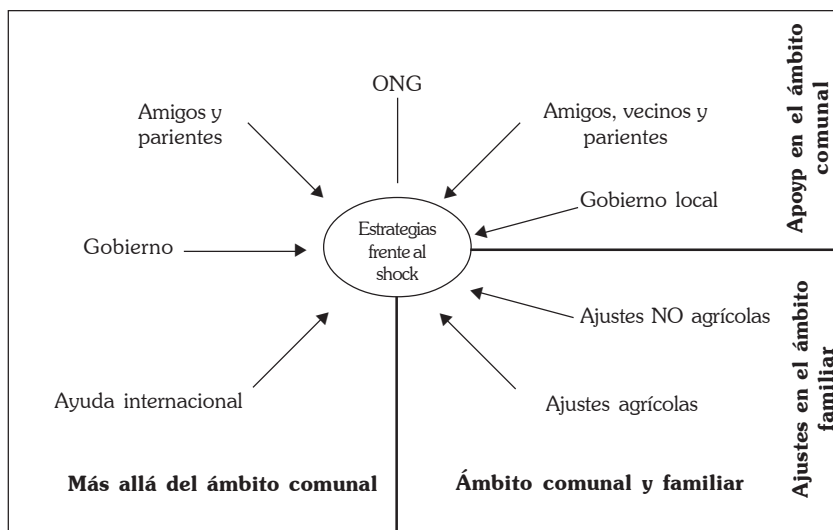 ONG
Amigos y
parientes
Amigos, vecinos y
parientes
Gobierno local
Gobierno
Estrategias
frente al
shock
Ajustes NO agrícolas
Ayuda internacional
Ajustes agrícolas
Más allá del ámbito comunal
Ámbito comunal y familiar
Apoyp en el ámbito
comunal
Ajustes en el ámbito
familiar